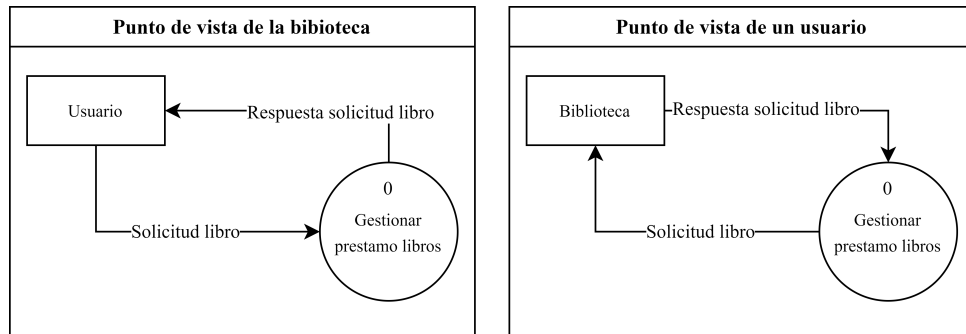 Punto de vista de la bibioteca
Usuario
Respuesta solicitud libro
0
Gestionar
prestamo libros
Solicitud libro
Punto de vista de un usuario
Biblioteca
Respuesta solicitud libro
0
Gestionar
prestamo libros
Solicitud libro